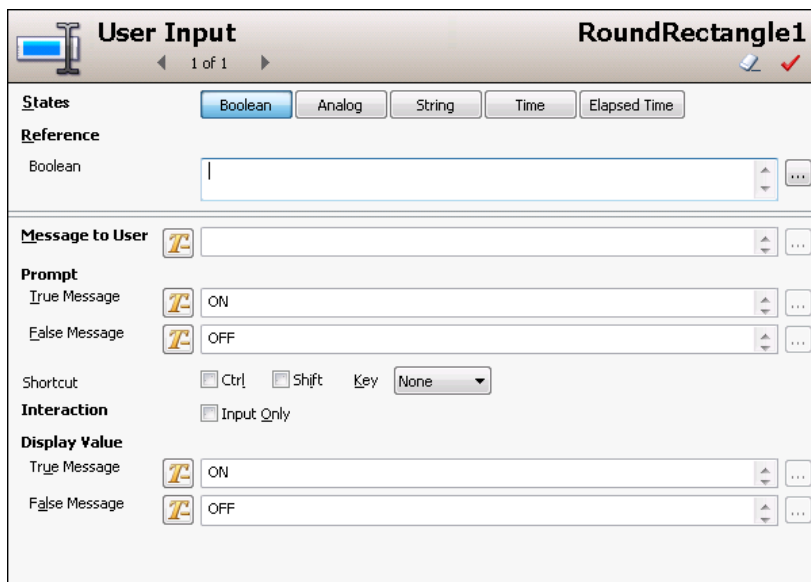 User Input
RoundRectangle1
1 of 1
States
Boolean Analog String Time Elapsed Time
Reference
Boolean
...
Message to User
...
Prompt
True Message ON ...
False Message OFF ...
Shortcut Ctrl Shift Key None
Interaction Input Only
Display Value
True Message ON ...
False Message OFF ...